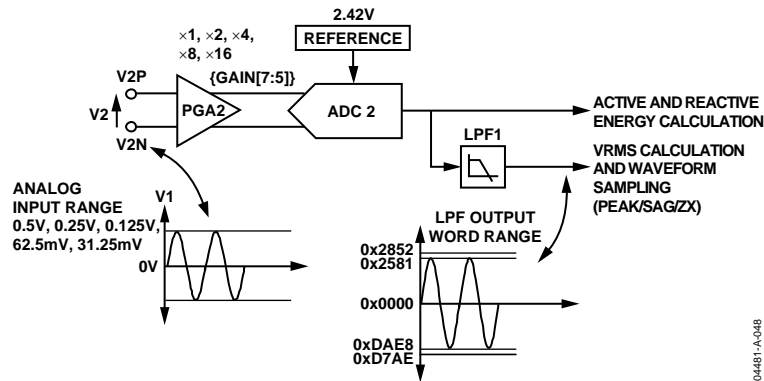 2.42V
REFERENCE
×1, ×2, ×4,
×8, ×16
{GAIN[7:5]}
V2P
V2
V2N
PGA2
ADC 2
ACTIVE AND REACTIVE
ENERGY CALCULATION
LPF1
VRMS CALCULATION
AND WAVEFORM
SAMPLING
(PEAK/SAG/ZX)
ANALOG
INPUT RANGE
0.5V, 0.25V, 0.125V,
62.5mV, 31.25mV
V1
0V
LPF OUTPUT
WORD RANGE
0x2852
0x2581
0x0000
0xDAE8
0xD7AE
04481-A-048